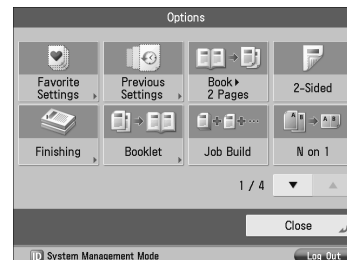 Options
Favorite
Settings
Previous
Settings
Book▶
2 Pages
2-Sided
Finishing
Booklet
Job Build
N on 1
1 / 4
Close
ID System Management Mode
Log Out